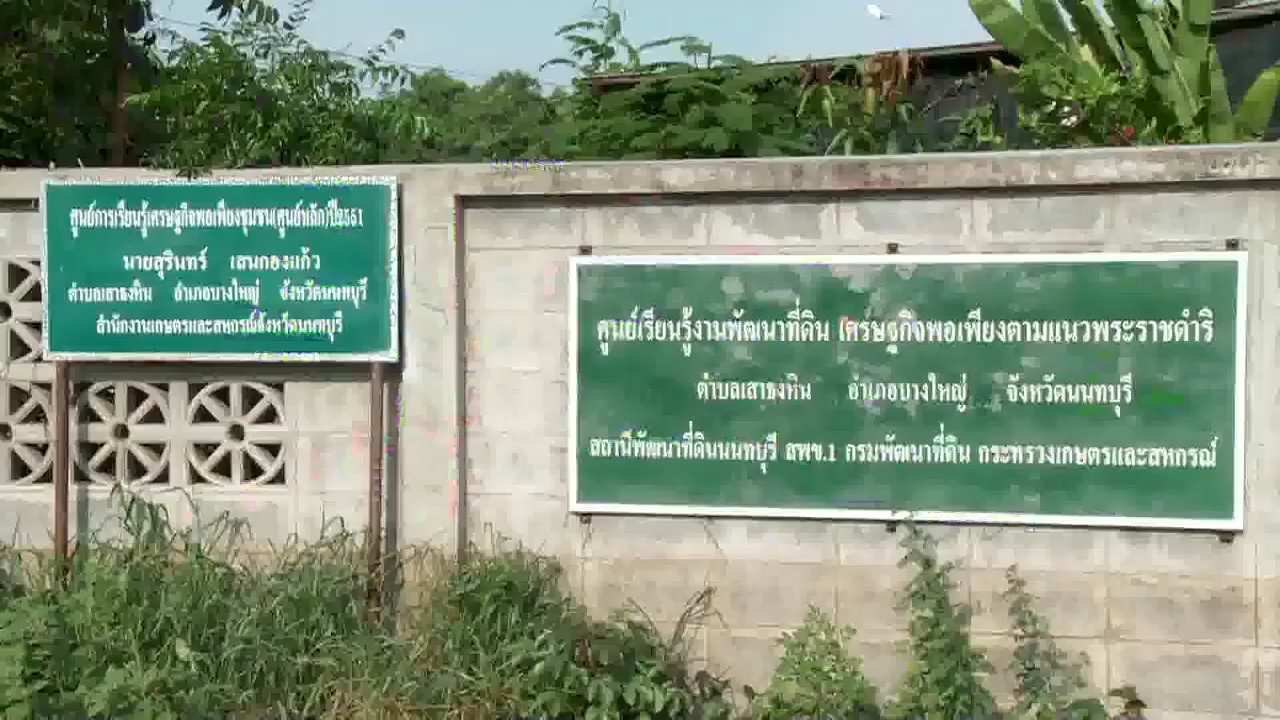 ศูนย์การเรียนรู้เศรษฐกิจพอเพียงชุมชน(ศูนย์หลัก)ปี2551
นายสุรินทร์ เสนกองแก้ว
ตำบลเสาธงหิน อำเภอบางใหญ่ จังหวัดนนทบุรี
สำนักงานเกษตรและสหกรณ์จังหวัดนนทบุรี
ศูนย์เรียนรู้งานพัฒนาที่ดิน เศรษฐกิจพอเพียงตามแนวพระราชดำริ
ตำบลเสาธงหิน อำเภอบางใหญ่ จังหวัดนนทบุรี
สถานีพัฒนาที่ดินนนทบุรี สพข.1 กรมพัฒนาที่ดิน กระทรวงเกษตรและสหกรณ์